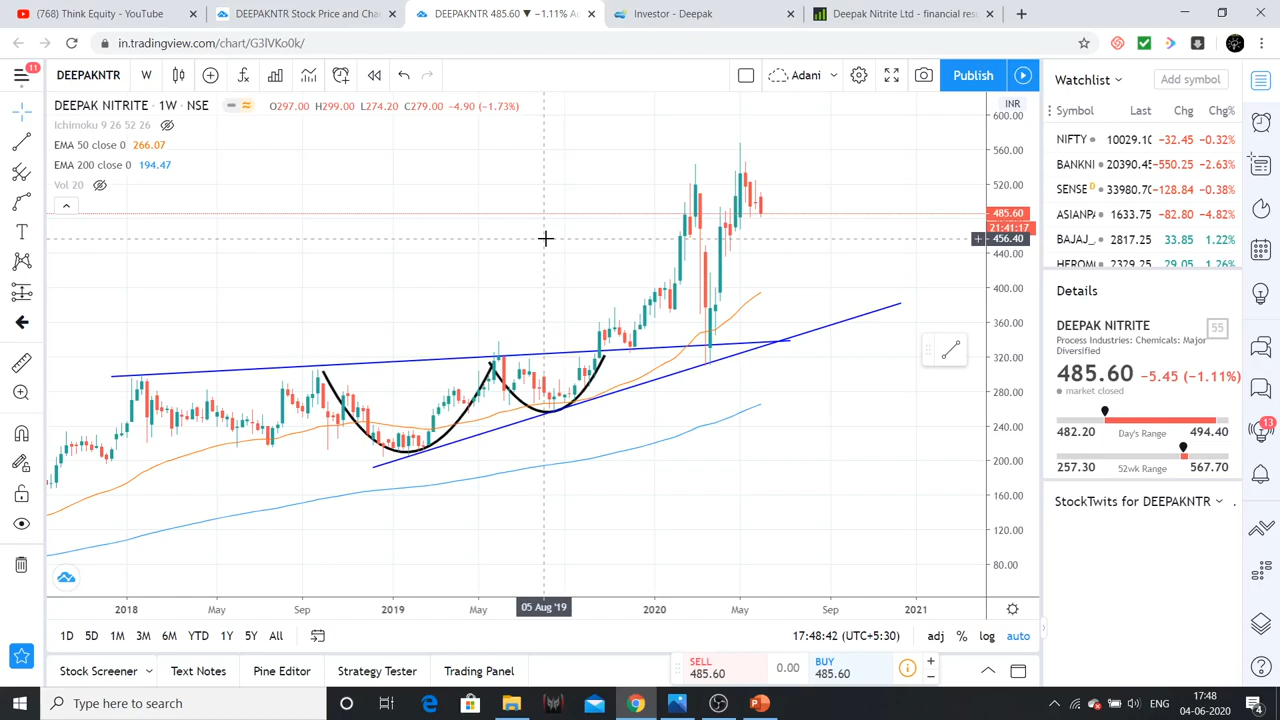 (768) Think Equity - YouTube
DEEPAKNTR Stock Price and Cha
DEEPAKNTR 485.60 ▼ −1.11% A
Investor - Deepak
Deepak Nitrite Ltd - financial res
in.tradingview.com/chart/G3lVKo0k/
11
DEEPAKNTR
W
Adani
Publish
Watchlist
Add symbol
DEEPAK NITRITE · 1W · NSE
O297.00 H299.00 L274.20 C279.00 −4.90 (−1.73%)
INR
Symbol Last Chg Chg%
Ichimoku 9 26 52 26
EMA 50 close 0 266.07
EMA 200 close 0 194.47
Vol 20
NIFTY 10029.10 −32.45 −0.32%
BANKNI 20390.45 −550.25 −2.63%
SENSE 33980.70 −128.84 −0.38%
ASIANPA 1633.75 −82.80 −4.82%
BAJAJ_ 2817.25 33.85 1.22%
HEROM 2329.25 29.05 1.26%
600.00
560.00
520.00
485.60
21:41:17
456.40
440.00
400.00
360.00
320.00
280.00
240.00
200.00
160.00
120.00
80.00
Details
DEEPAK NITRITE
55
Process Industries: Chemicals: Major
Diversified
485.60 −5.45 (−1.11%)
market closed
482.20 Day's Range 494.40
257.30 52wk Range 567.70
13
StockTwits for DEEPAKNTR
2018 May Sep 2019 May 05 Aug '19 2020 May Sep 2021
1D 5D 1M 3M 6M YTD 1Y 5Y All
17:48:42 (UTC+5:30)
adj % log auto
Stock Screener
Text Notes
Pine Editor
Strategy Tester
Trading Panel
SELL
485.60
0.00
BUY
485.60
Type here to search
ENG
17:48
04-06-2020
4